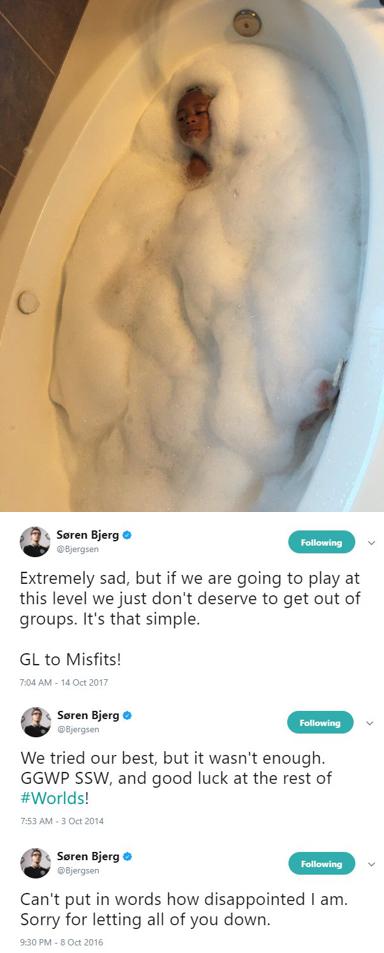 Søren Bjerg
@Bjergsen
Following
Extremely sad, but if we are going to play at
this level we just don't deserve to get out of
groups. It's that simple.
GL to Misfits!
7:04 AM - 14 Oct 2017
Søren Bjerg
@Bjergsen
Following
We tried our best, but it wasn't enough.
GGWP SSW, and good luck at the rest of
#Worlds!
7:53 AM - 3 Oct 2014
Søren Bjerg
@Bjergsen
Following
Can't put in words how disappointed I am.
Sorry for letting all of you down.
9:30 PM - 8 Oct 2016